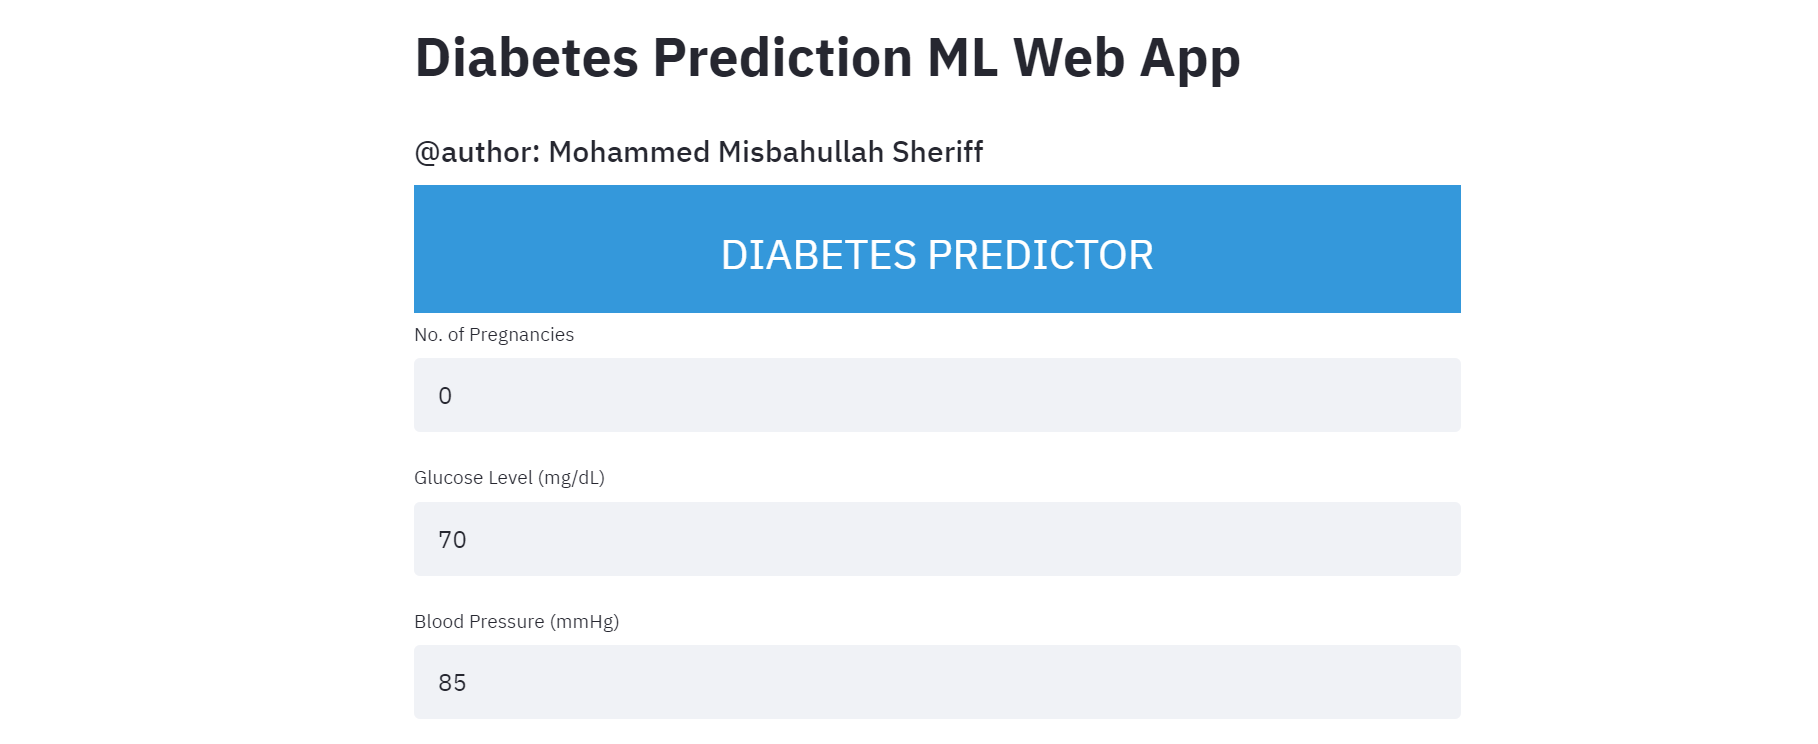 Diabetes Prediction ML Web App
@author: Mohammed Misbahullah Sheriff
DIABETES PREDICTOR
No. of Pregnancies
0
Glucose Level (mg/dL)
70
Blood Pressure (mmHg)
85